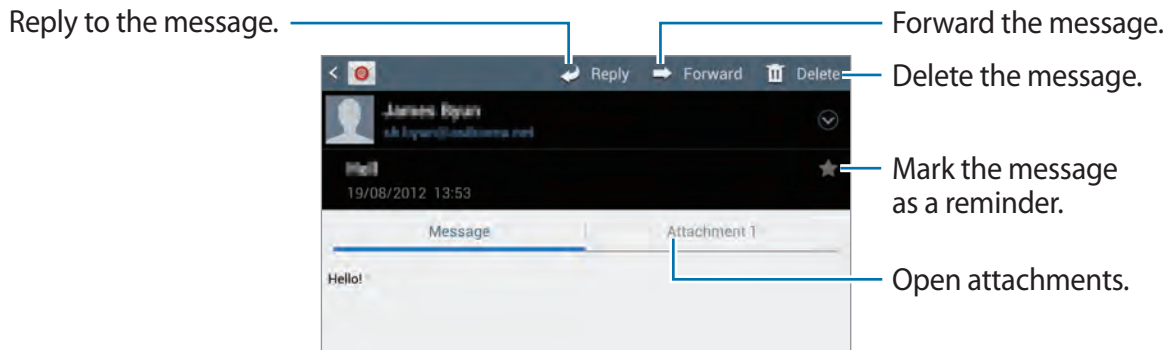 Reply to the message.
Forward the message.
Reply
Forward
Delete
Delete the message.
Mark the message
as a reminder.
19/08/2012 13:53
Message
Attachment 1
Hello!
Open attachments.